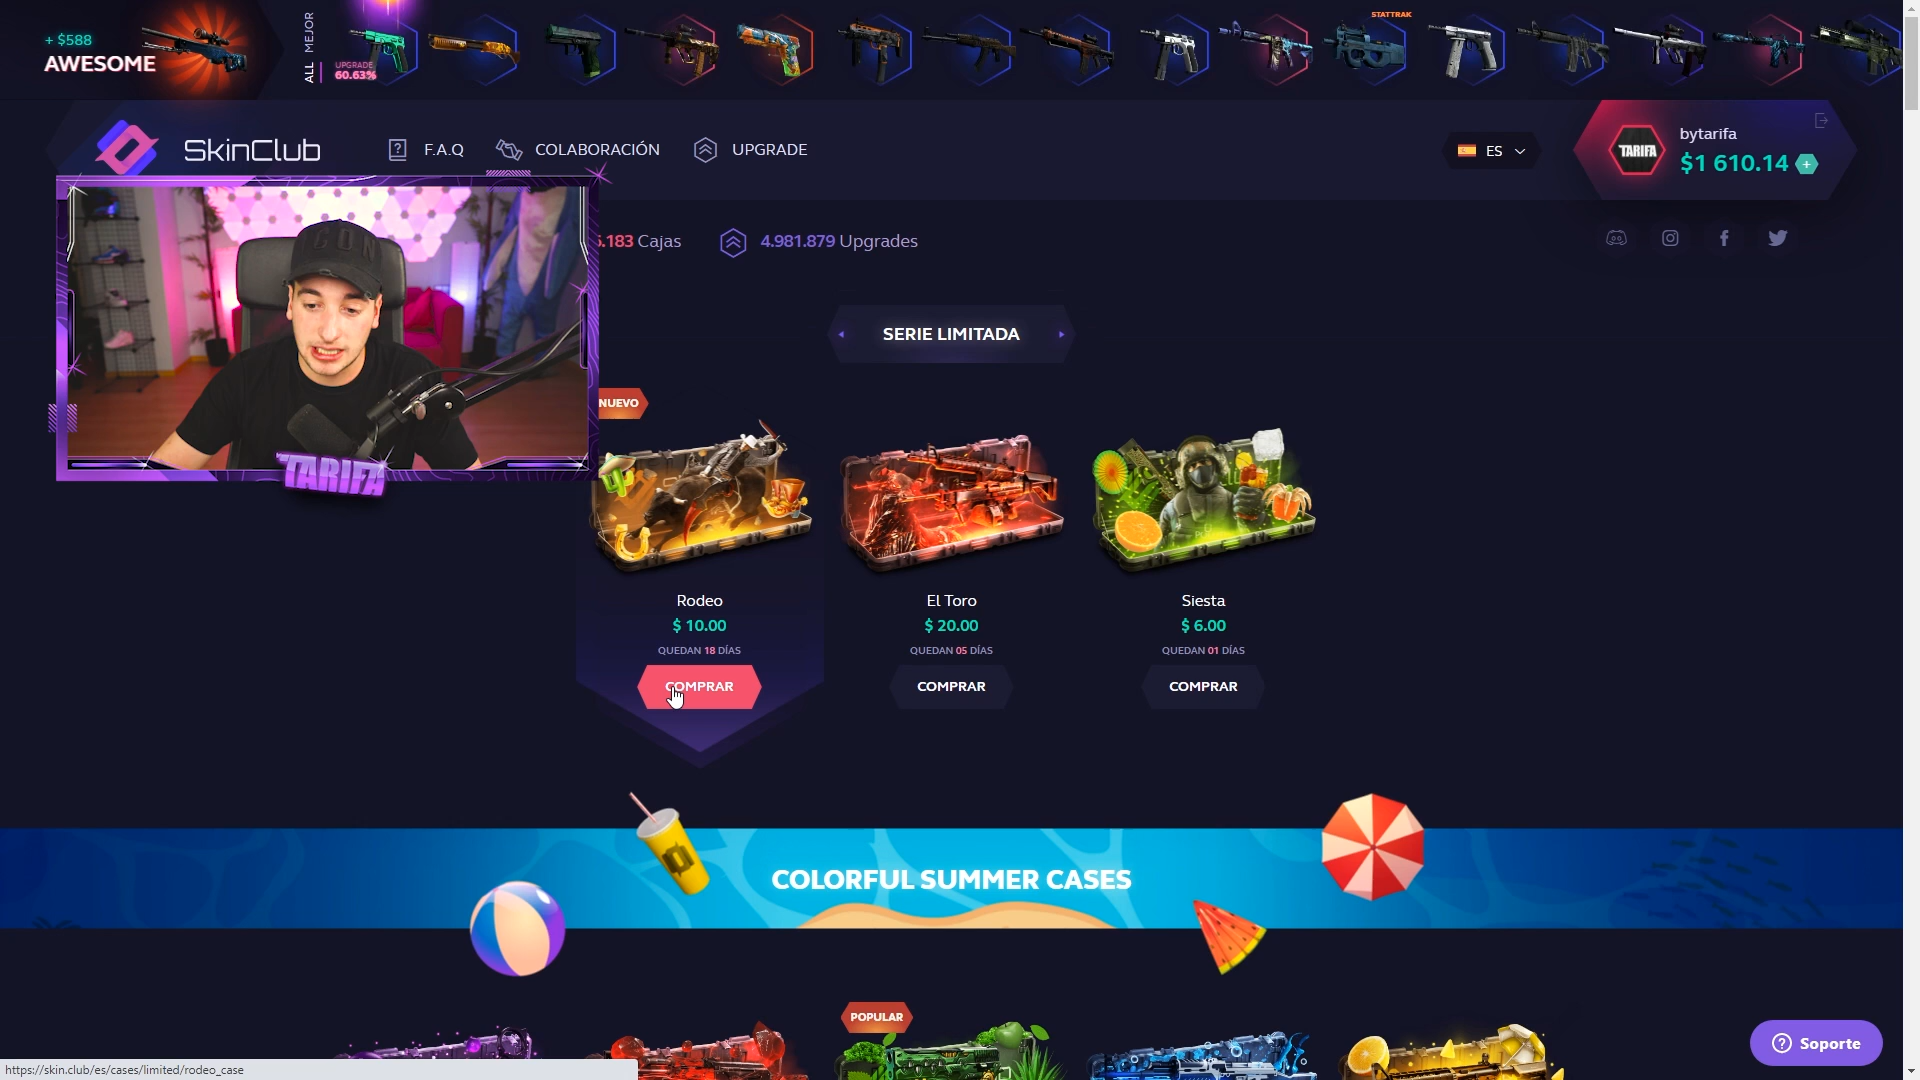 + $588
AWESOME
ALL MEJOR
UPGRADE
60.63%
STATTRAK
SkinClub
F.A.Q
COLABORACIÓN
UPGRADE
ES
TARIFA
bytarifa
$1 610.14
.183 Cajas
4.981.879 Upgrades
SERIE LIMITADA
NUEVO
TARIFA
Rodeo
$ 10.00
QUEDAN 18 DÍAS
COMPRAR
El Toro
$ 20.00
QUEDAN 05 DÍAS
COMPRAR
Siesta
$ 6.00
QUEDAN 01 DÍAS
COMPRAR
COLORFUL SUMMER CASES
POPULAR
Soporte
https://skin.club/es/cases/limited/rodeo_case